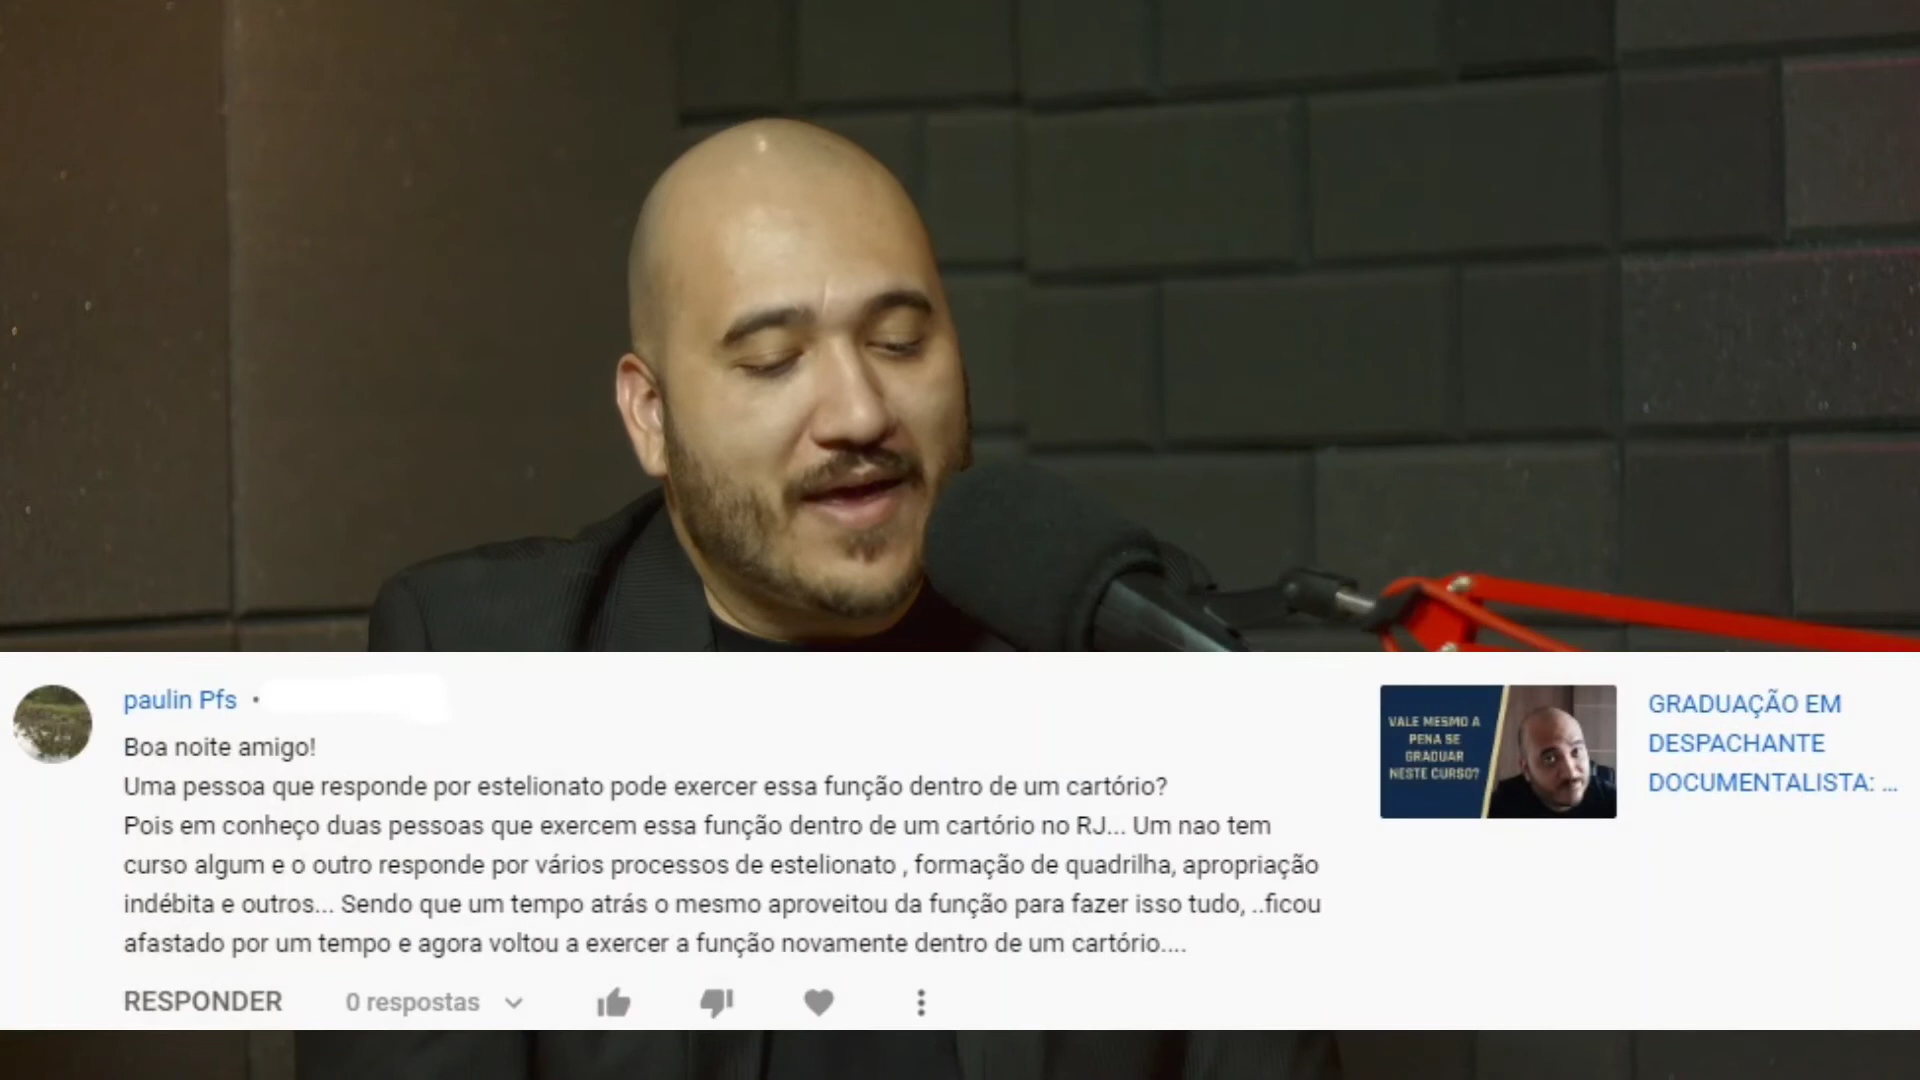 paulin Pfs •
Boa noite amigo!
Uma pessoa que responde por estelionato pode exercer essa função dentro de um cartório?
Pois em conheço duas pessoas que exercem essa função dentro de um cartório no RJ... Um nao tem
curso algum e o outro responde por vários processos de estelionato , formação de quadrilha, apropriação
indébita e outros... Sendo que um tempo atrás o mesmo aproveitou da função para fazer isso tudo, ..ficou
afastado por um tempo e agora voltou a exercer a função novamente dentro de um cartório....
RESPONDER 0 respostas
VALE MESMO A
PENA SE
GRADUAR
NESTE CURSO?
GRADUAÇÃO EM
DESPACHANTE
DOCUMENTALISTA: ...